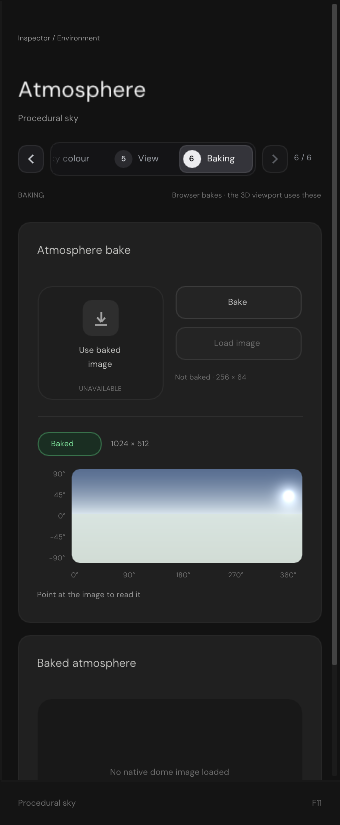 Inspector / Environment
Atmosphere
Procedural sky
y colour
5 View
6 Baking
6 / 6
BAKING
Browser bakes · the 3D viewport uses these
Atmosphere bake
Use baked
image
UNAVAILABLE
Bake
Load image
Not baked · 256 × 64
Baked
1024 × 512
90°
45°
0°
-45°
-90°
0° 90° 180° 270° 360°
Point at the image to read it
Baked atmosphere
No native dome image loaded
Procedural sky
F11